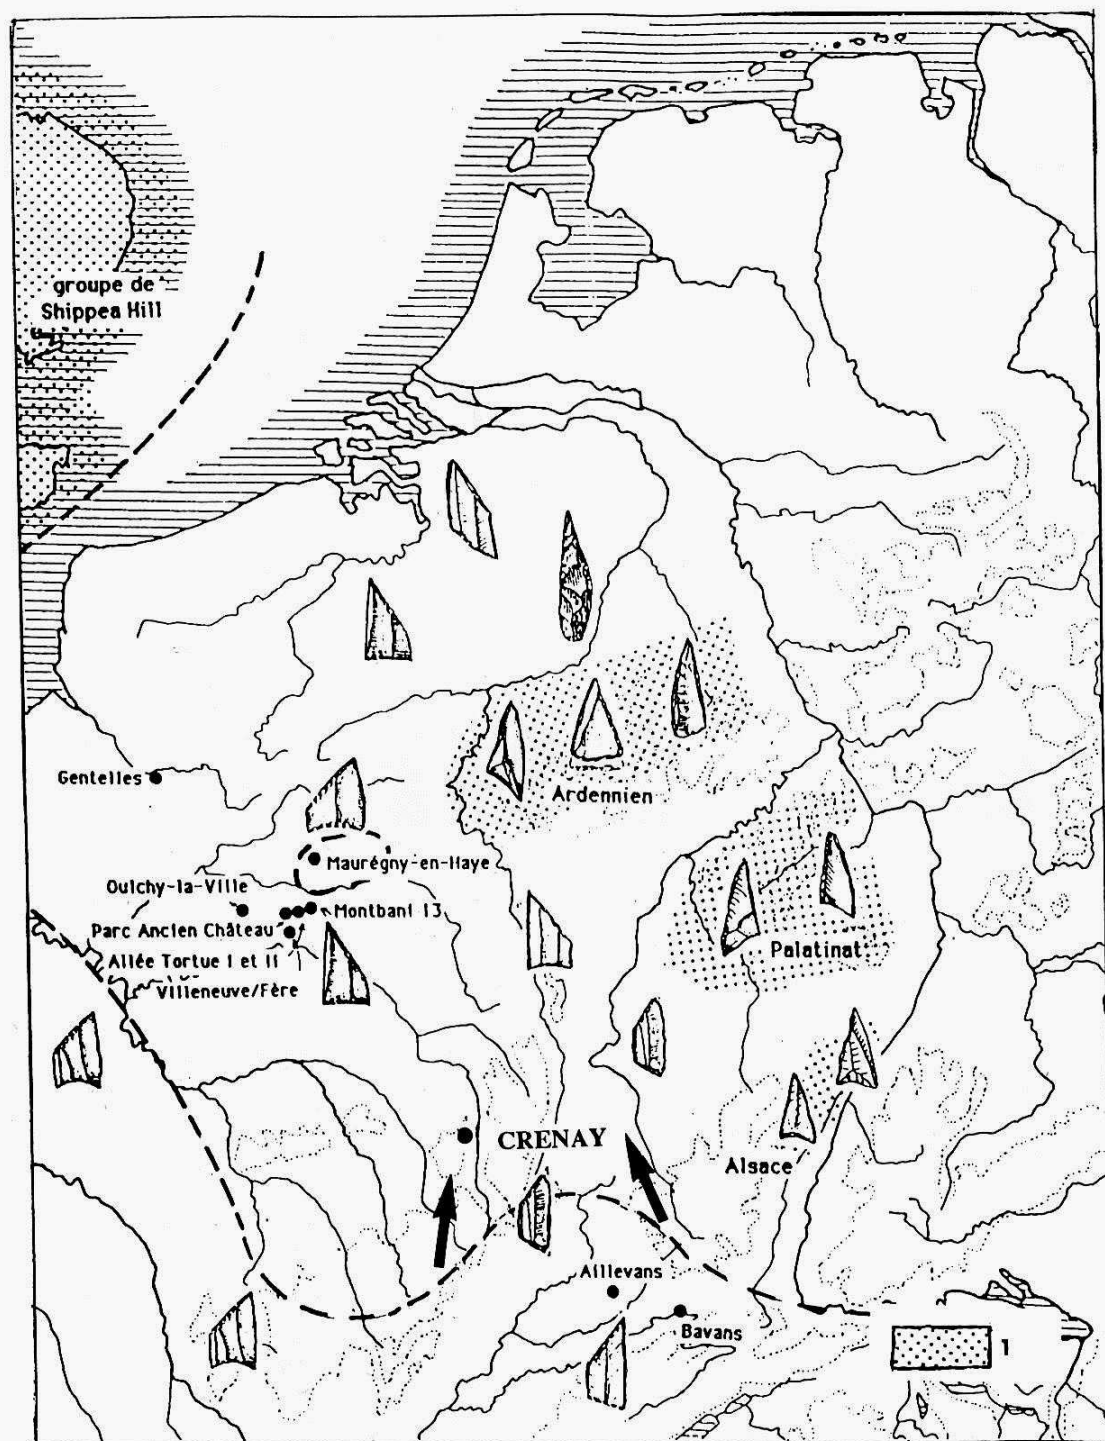 groupe de
Shippea Hill
Gentelles
Ardennien
Maurégny-en-Haye
Oulchy-la-Ville
Montbani 13
Parc Ancien Château
Allée Tortue I et II
Villeneuve/Fère
Palatinat
CRENAY
Alsace
Aillevans
Bavans
1